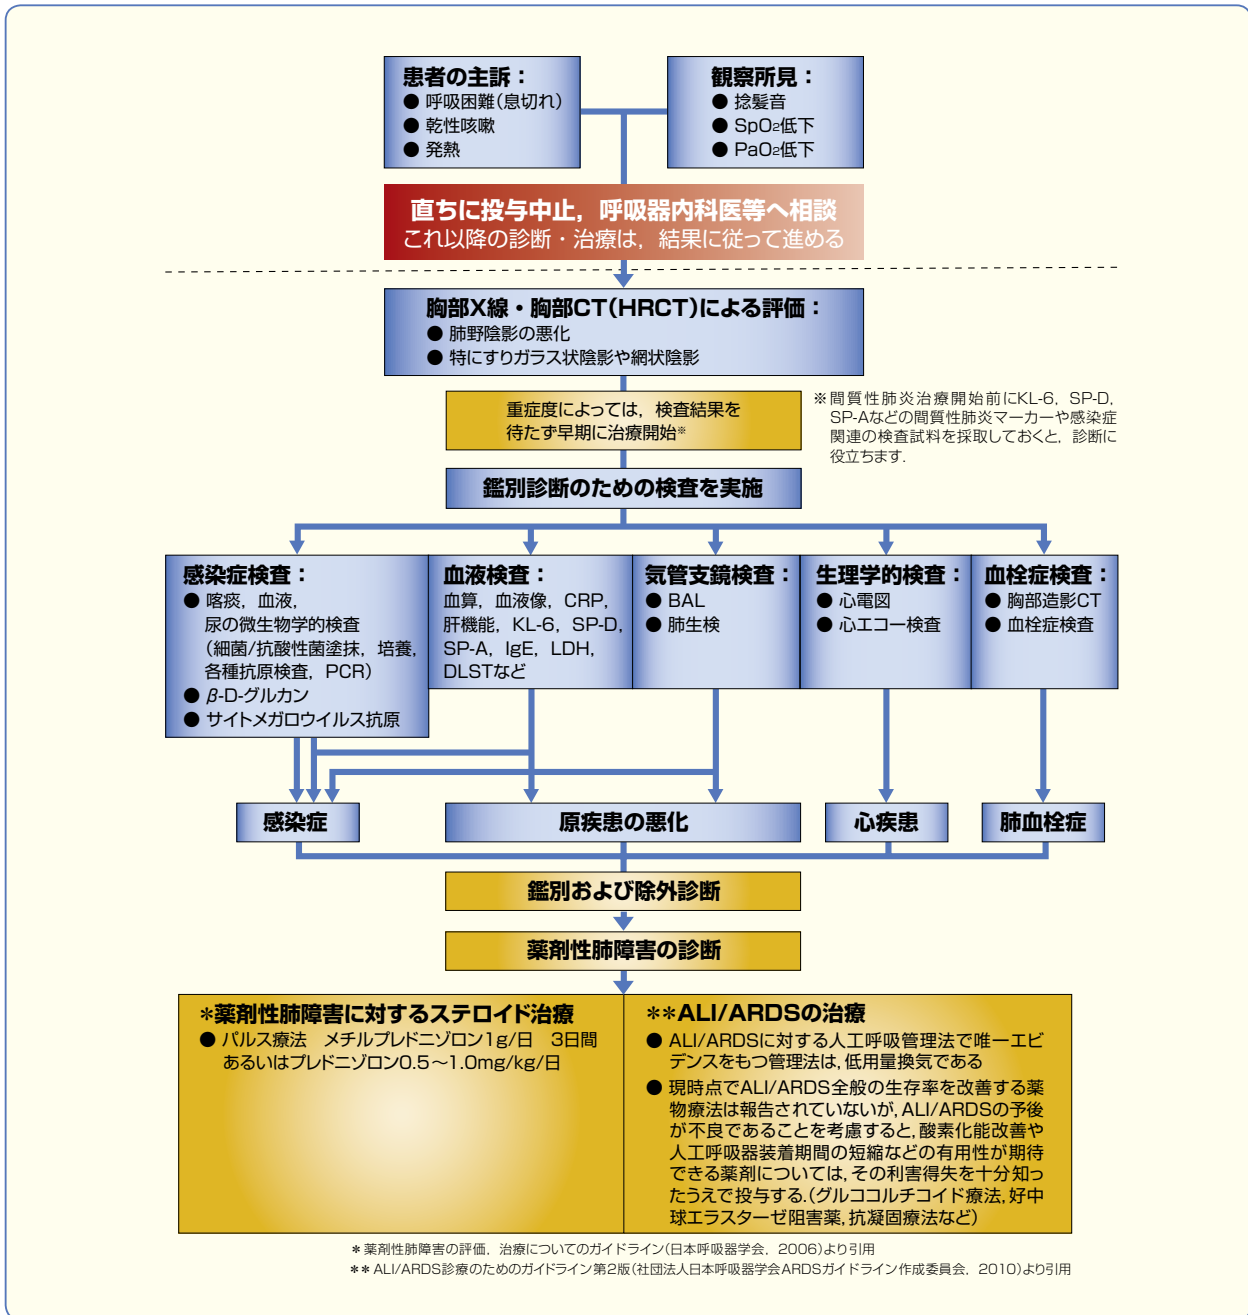 患者の主訴：
● 呼吸困難（息切れ）
● 乾性咳嗽
● 発熱
観察所見：
● 捻髪音
● SpO₂低下
● PaO₂低下
直ちに投与中止，呼吸器内科医等へ相談
これ以降の診断・治療は，結果に従って進める
胸部X線・胸部CT（HRCT）による評価：
● 肺野陰影の悪化
● 特にすりガラス状陰影や網状陰影
重症度によっては，検査結果を
待たず早期に治療開始※
※間質性肺炎治療開始前にKL-6，SP-D，
SP-Aなどの間質性肺炎マーカーや感染症
関連の検査試料を採取しておくと，診断に
役立ちます．
鑑別診断のための検査を実施
感染症検査：
● 喀痰，血液，
尿の微生物学的検査
（細菌/抗酸性菌塗抹，培養，
各種抗原検査，PCR）
● β-D-グルカン
● サイトメガロウイルス抗原
血液検査：
血算，血液像，CRP，
肝機能，KL-6，SP-D，
SP-A，IgE，LDH，
DLSTなど
気管支鏡検査：
● BAL
● 肺生検
生理学的検査：
● 心電図
● 心エコー検査
血栓症検査：
● 胸部造影CT
● 血栓症検査
感染症
原疾患の悪化
心疾患
肺血栓症
鑑別および除外診断
薬剤性肺障害の診断
*薬剤性肺障害に対するステロイド治療
● パルス療法　メチルプレドニゾロン1g/日　3日間
あるいはプレドニゾロン0.5～1.0mg/kg/日
**ALI/ARDSの治療
● ALI/ARDSに対する人工呼吸管理法で唯一エビ
デンスをもつ管理法は，低用量換気である
● 現時点でALI/ARDS全般の生存率を改善する薬
物療法は報告されていないが，ALI/ARDSの予後
が不良であることを考慮すると，酸素化能改善や
人工呼吸器装着期間の短縮などの有用性が期待
できる薬剤については，その利害得失を十分知っ
たうえで投与する．（グルココルチコイド療法，好中
球エラスターゼ阻害薬，抗凝固療法など）
* 薬剤性肺障害の評価，治療についてのガイドライン（日本呼吸器学会，2006）より引用
** ALI/ARDS診療のためのガイドライン第2版（社団法人日本呼吸器学会ARDSガイドライン作成委員会，2010）より引用